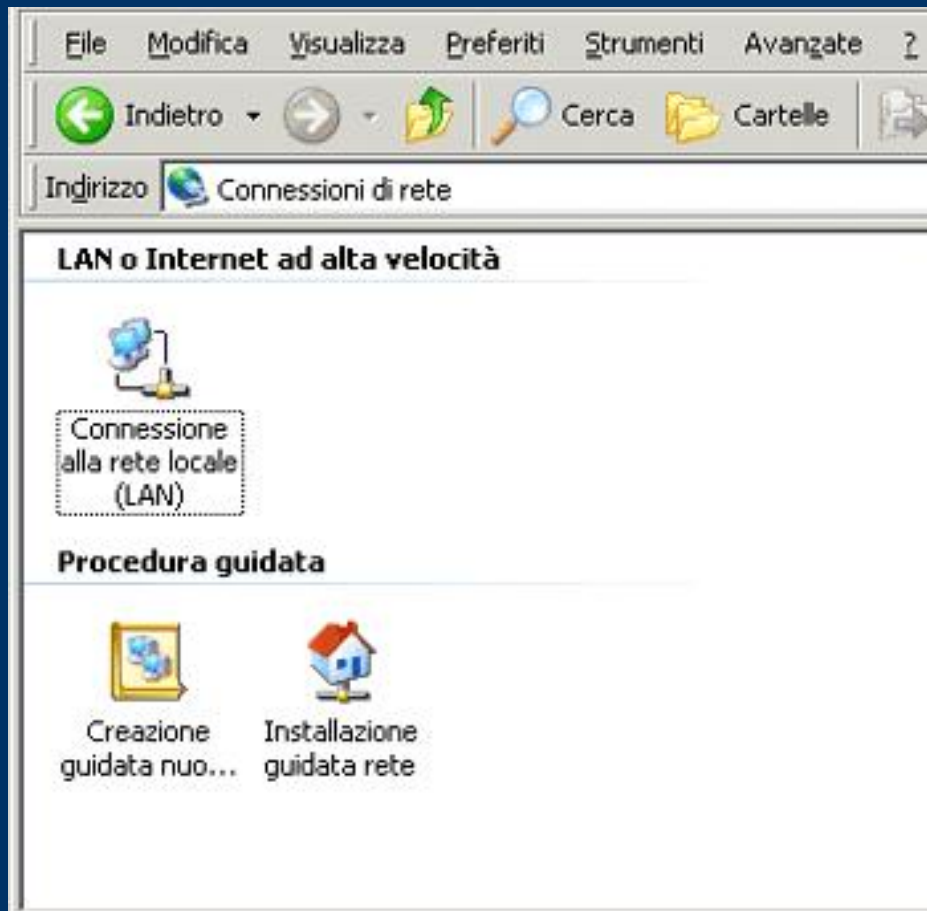 File Modifica Visualizza Preferiti Strumenti Avanzate ?
Indietro Cerca Cartelle
Indirizzo Connessioni di rete
LAN o Internet ad alta velocità
Connessione
alla rete locale
(LAN)
Procedura guidata
Creazione
guidata nuo...
Installazione
guidata rete